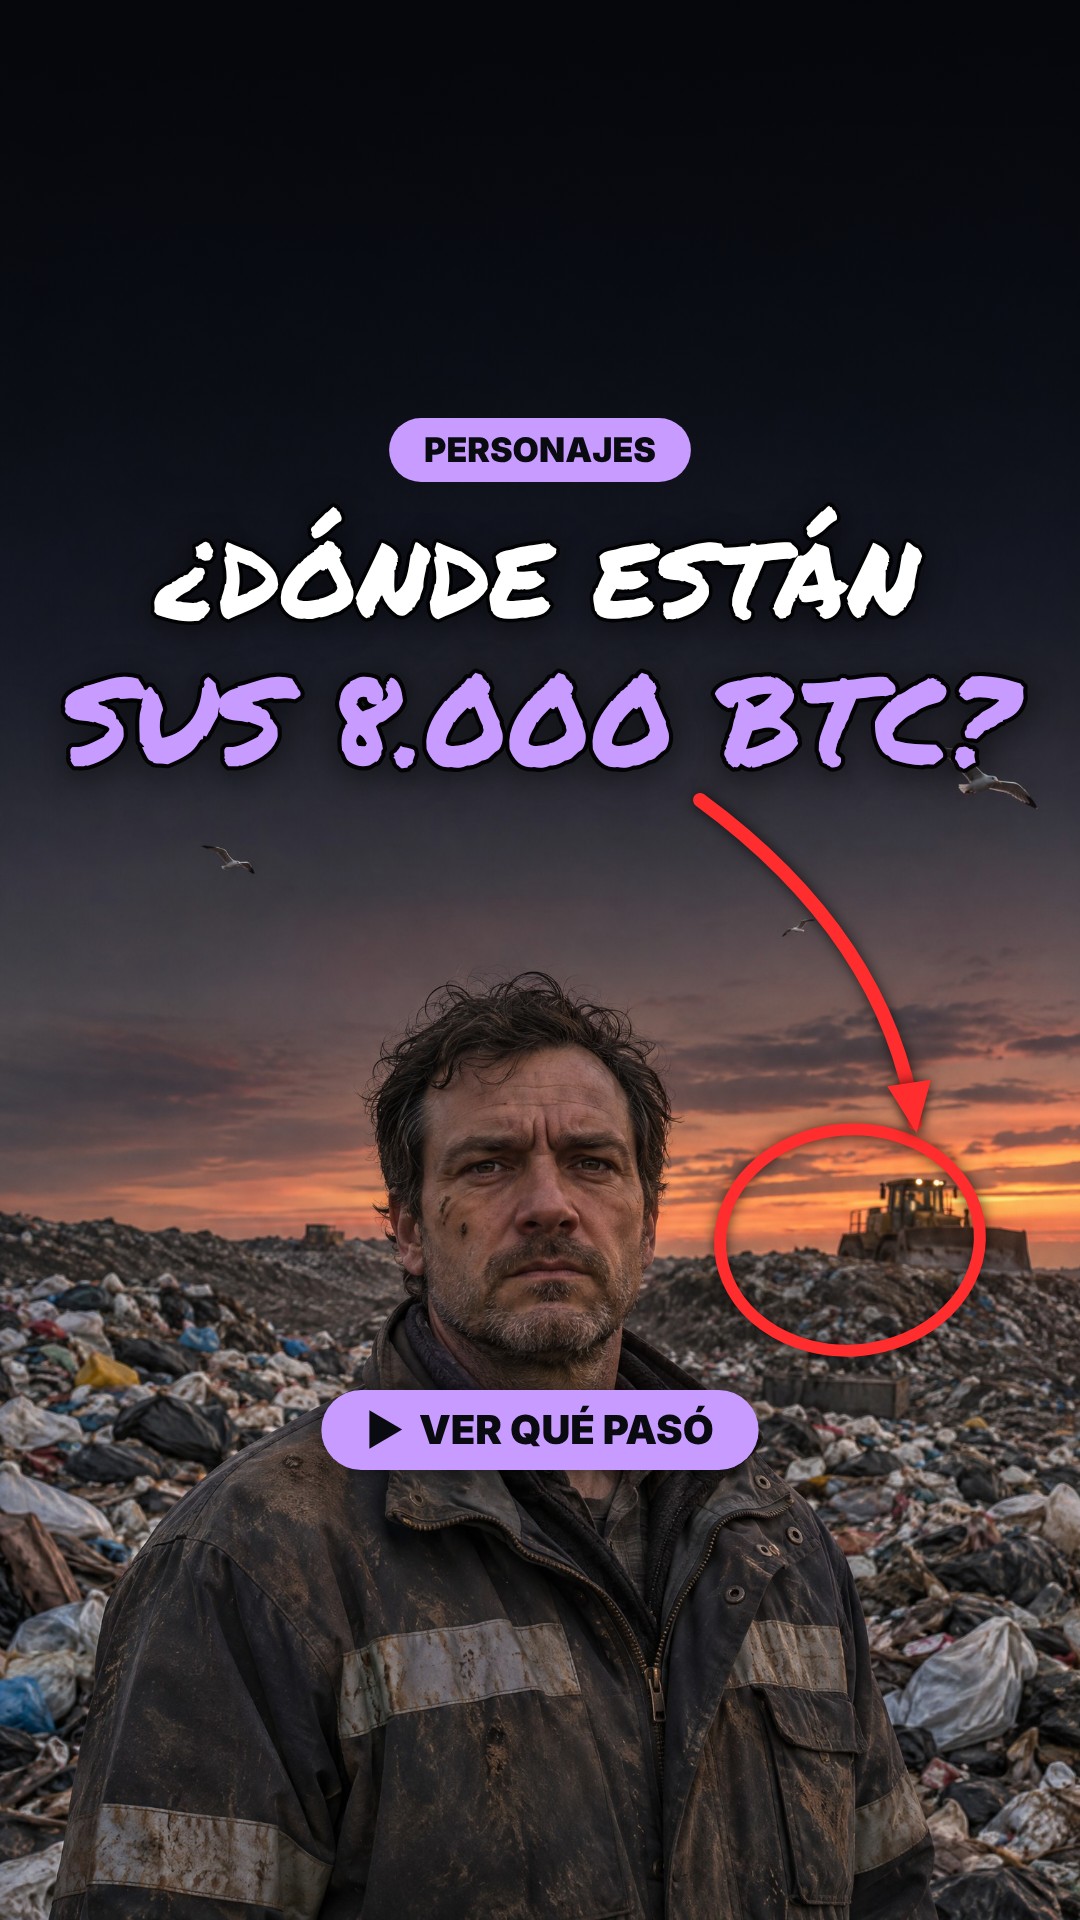 PERSONAJES
¿DÓNDE ESTÁN
SUS 8.000 BTC?
▶ VER QUÉ PASÓ